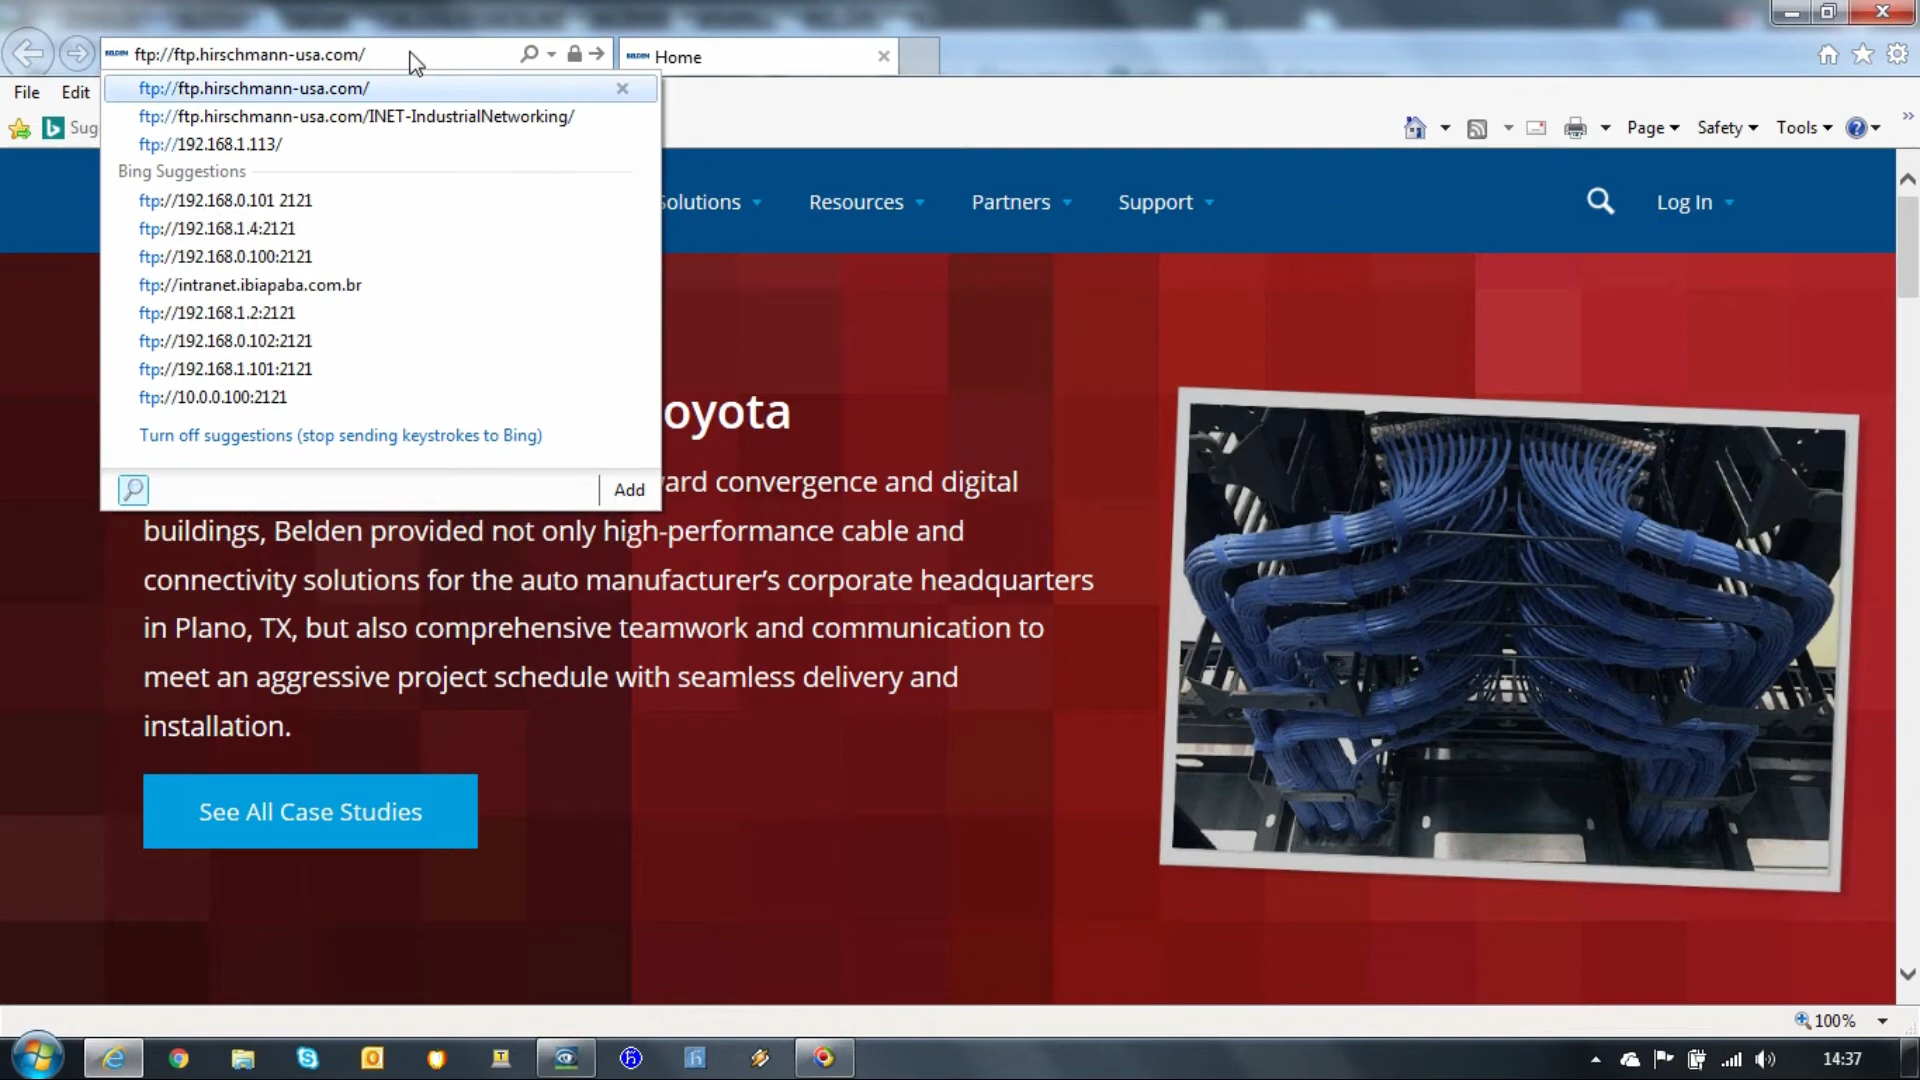 BELDEN ftp://ftp.hirschmann-usa.com/
BELDEN Home
File Edit
ftp://ftp.hirschmann-usa.com/
ftp://ftp.hirschmann-usa.com/INET-IndustrialNetworking/
Sug
Page Safety Tools
ftp://192.168.1.113/
Bing Suggestions
ftp://192.168.0.101 2121
Solutions Resources Partners Support Log In
ftp://192.168.1.4:2121
ftp://192.168.0.100:2121
ftp://intranet.ibiapaba.com.br
ftp://192.168.1.2:2121
ftp://192.168.0.102:2121
ftp://192.168.1.101:2121
ftp://10.0.0.100:2121
Turn off suggestions (stop sending keystrokes to Bing)
Add
oyota
ard convergence and digital
buildings, Belden provided not only high-performance cable and
connectivity solutions for the auto manufacturer’s corporate headquarters
in Plano, TX, but also comprehensive teamwork and communication to
meet an aggressive project schedule with seamless delivery and
installation.
See All Case Studies
100%
14:37